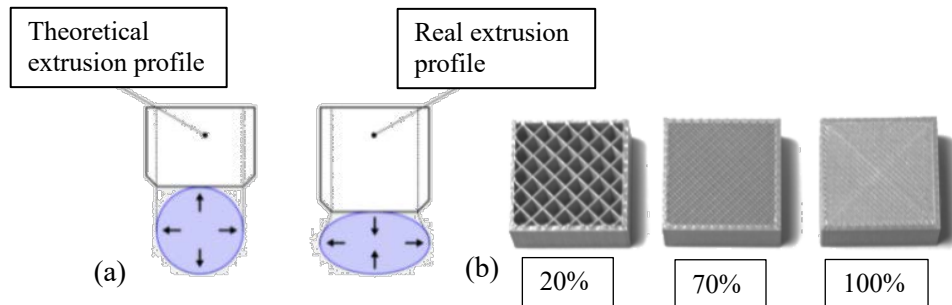 Theoretical
extrusion profile
Real extrusion
profile
(a)
(b)
20%
70%
100%